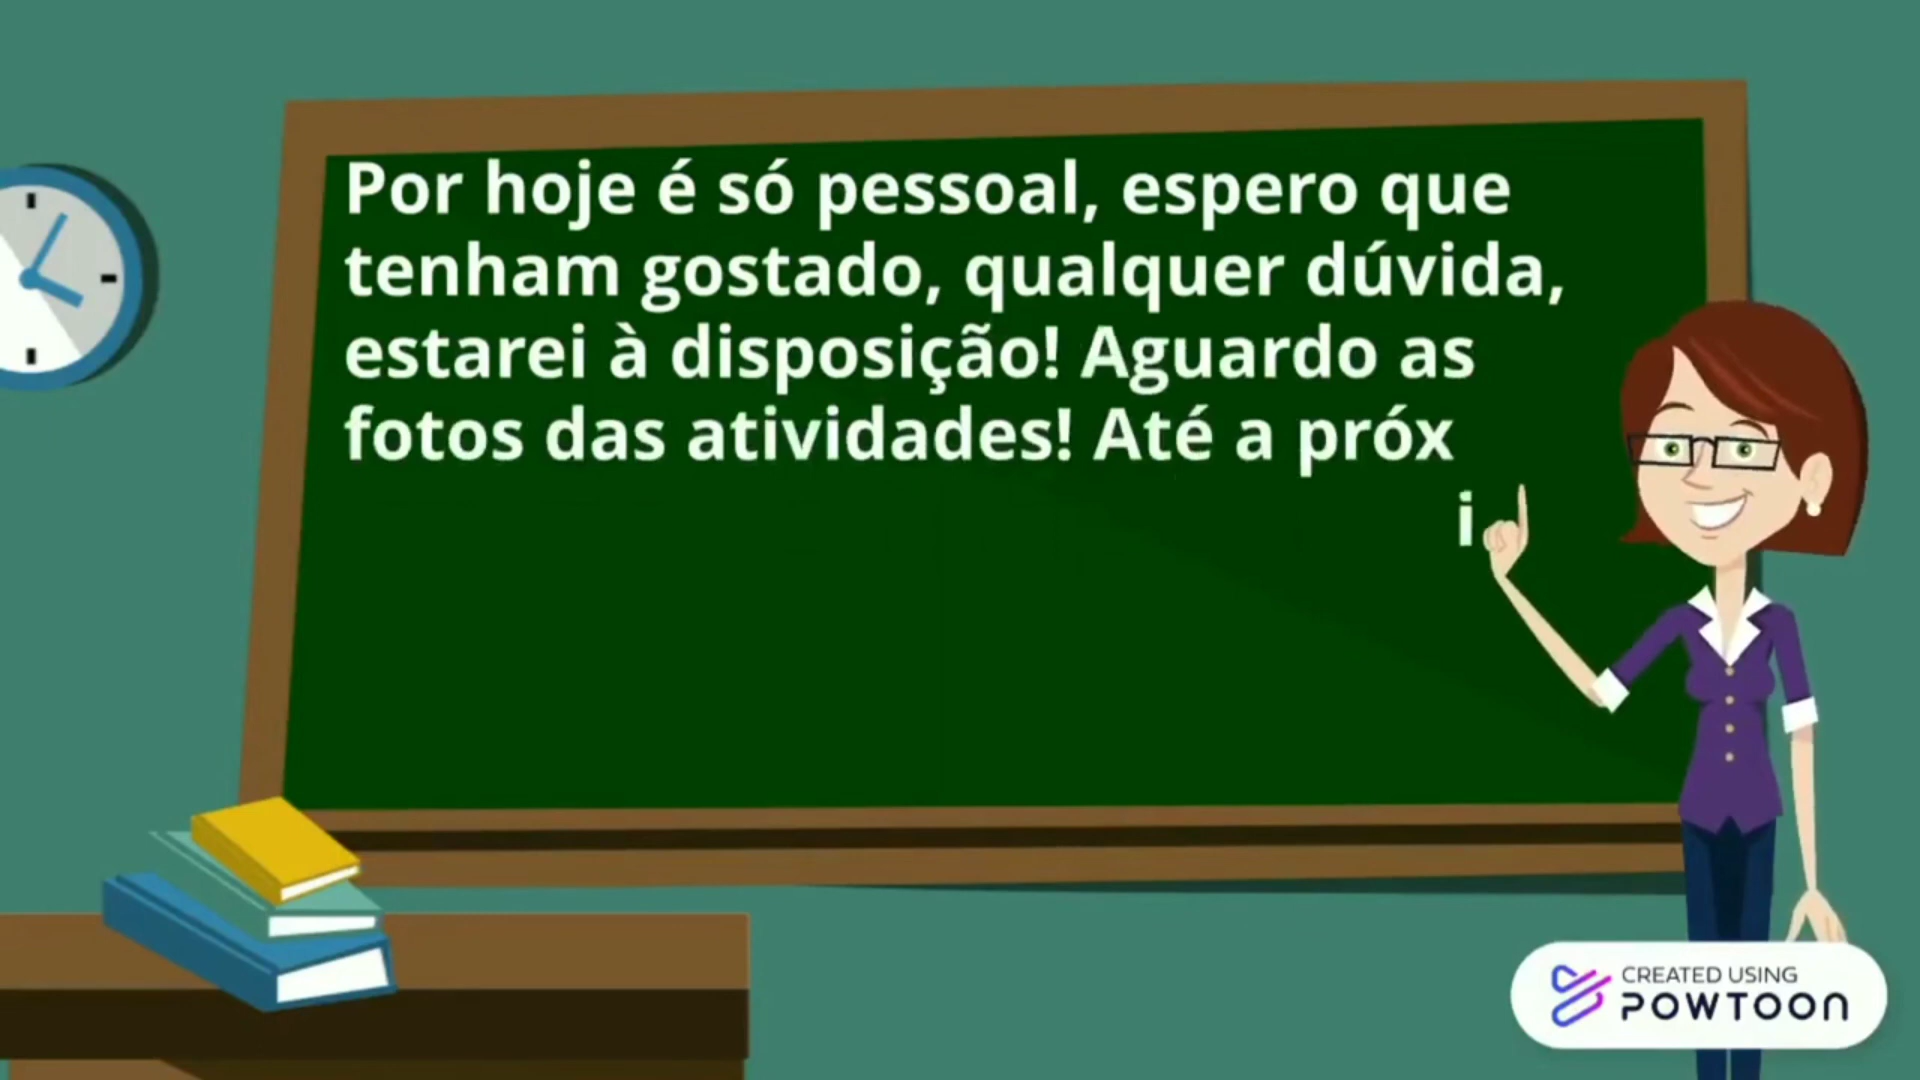 Por hoje é só pessoal, espero que
tenham gostado, qualquer dúvida,
estarei à disposição! Aguardo as
fotos das atividades! Até a próx
i
CREATED USING
POWTOON